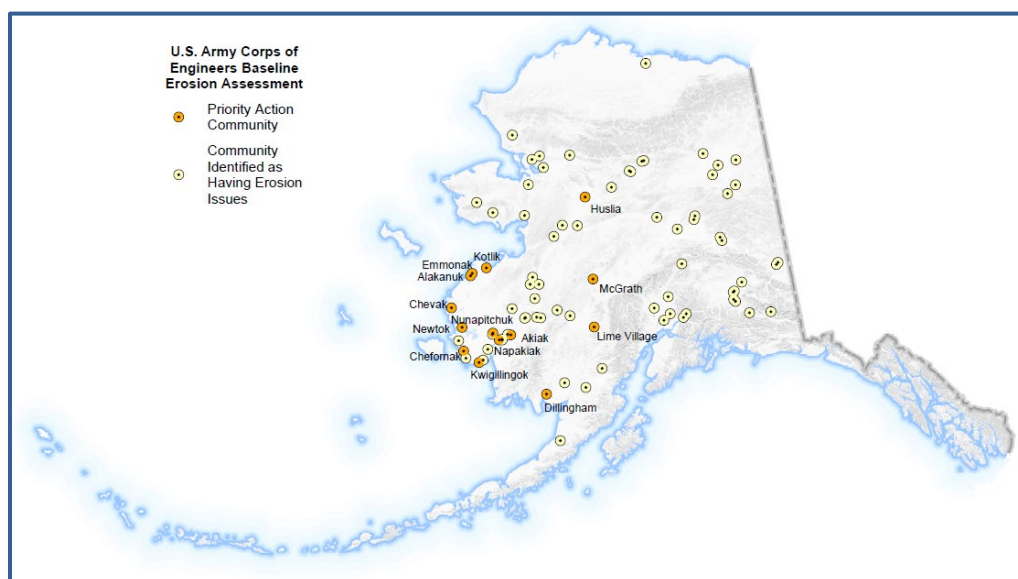 U.S. Army Corps of
Engineers Baseline
Erosion Assessment
Priority Action
Community
Community
Identified as
Having Erosion
Issues
Huslia
Kotlik
Emmonak
Alakanuk
McGrath
Chevak
Nunapitchuk
Newtok
Akiak
Lime Village
Napakiak
Chefornak
Kwigillingok
Dillingham